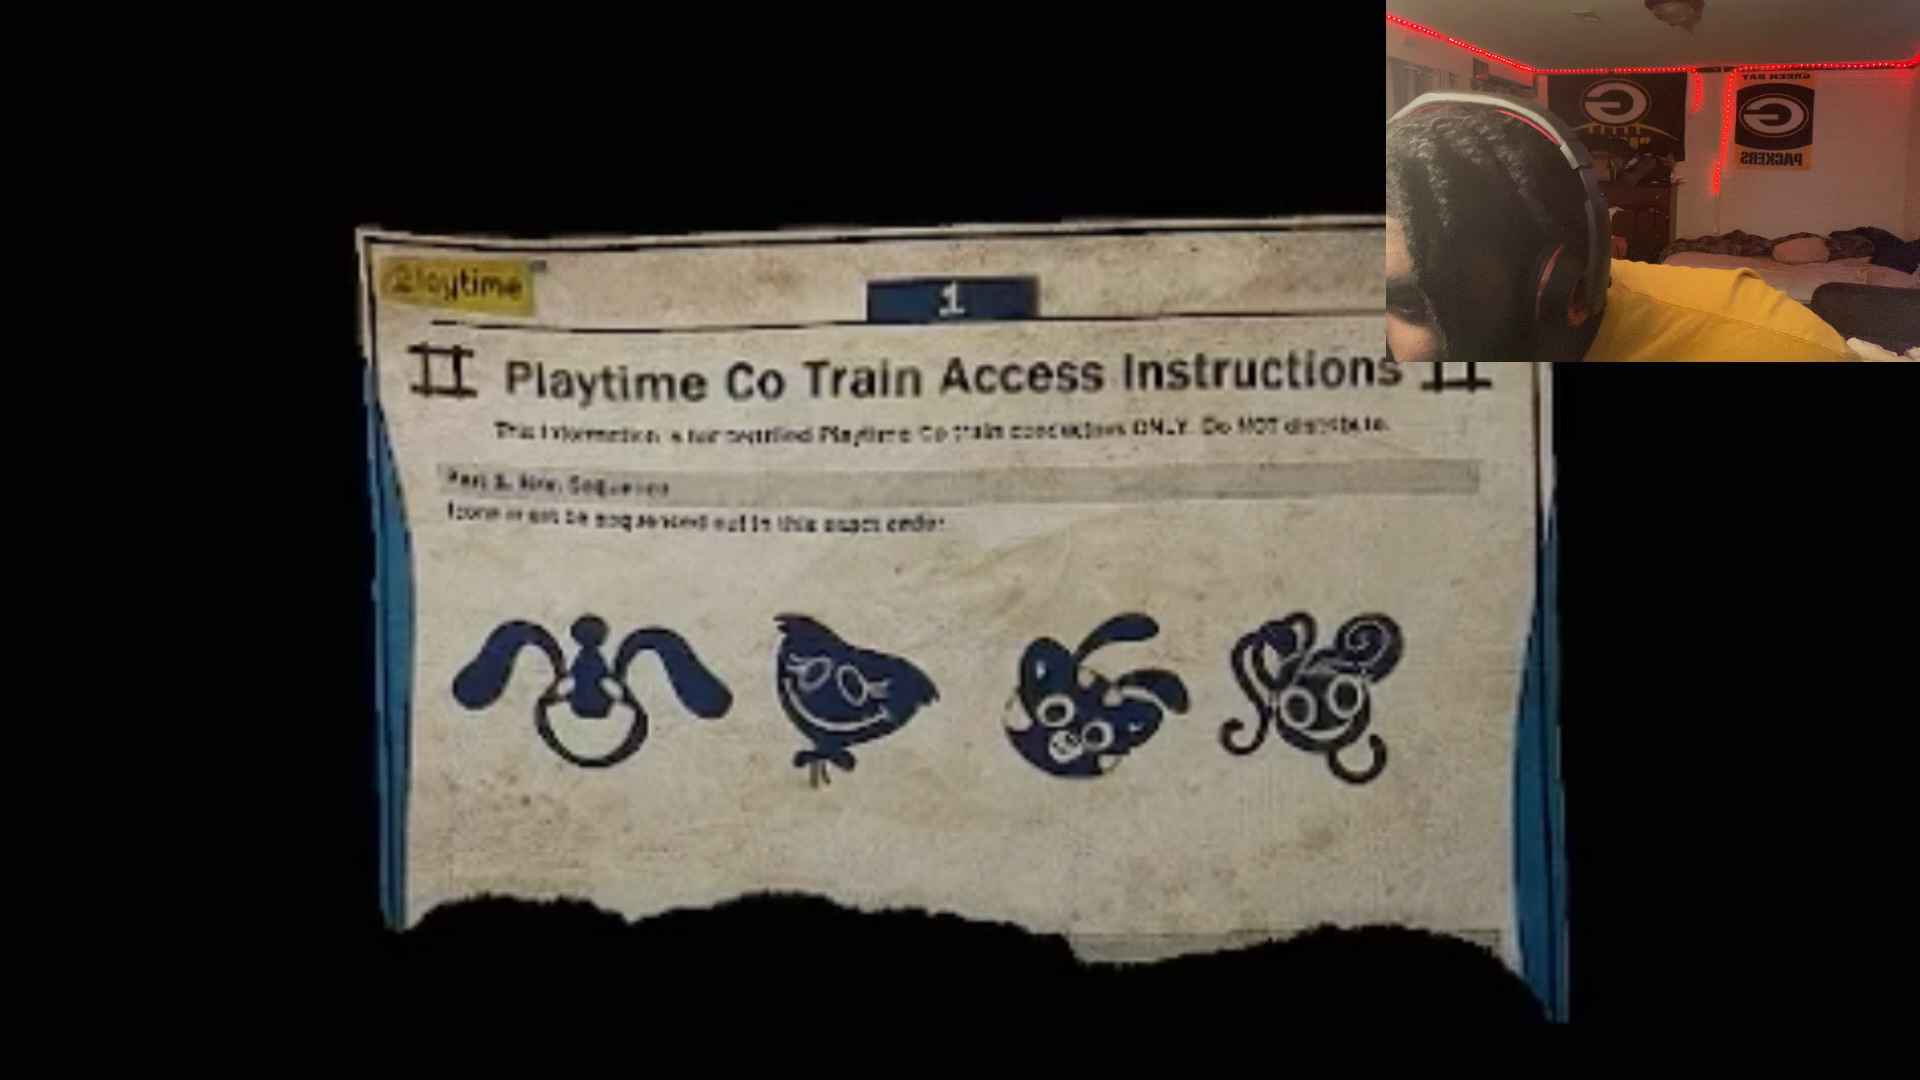 Playtime
1
Playtime Co Train Access Instructions
This information is for certified Playtime Co train conductors ONLY. Do NOT distribute.
Icons must be sequenced out in this exact order
GREEN BAY
PACKERS